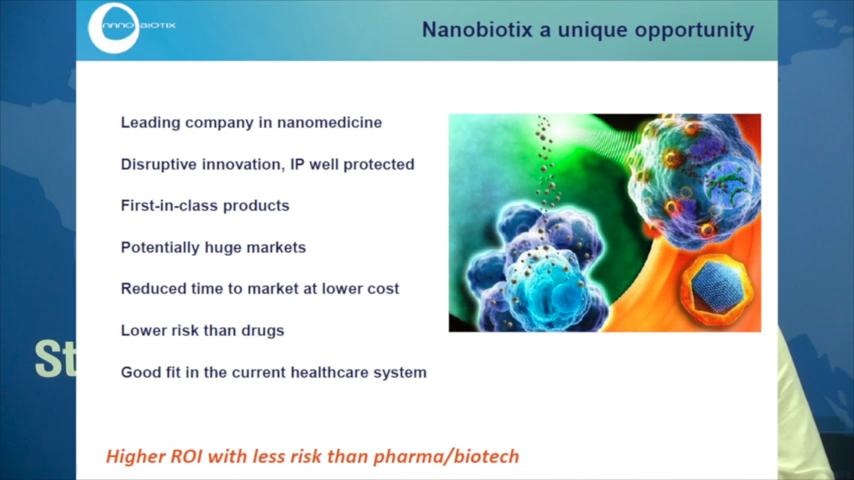 NANOBIOTIX
Nanobiotix a unique opportunity
Leading company in nanomedicine
Disruptive innovation, IP well protected
First-in-class products
Potentially huge markets
Reduced time to market at lower cost
Lower risk than drugs
Good fit in the current healthcare system
St
Higher ROI with less risk than pharma/biotech